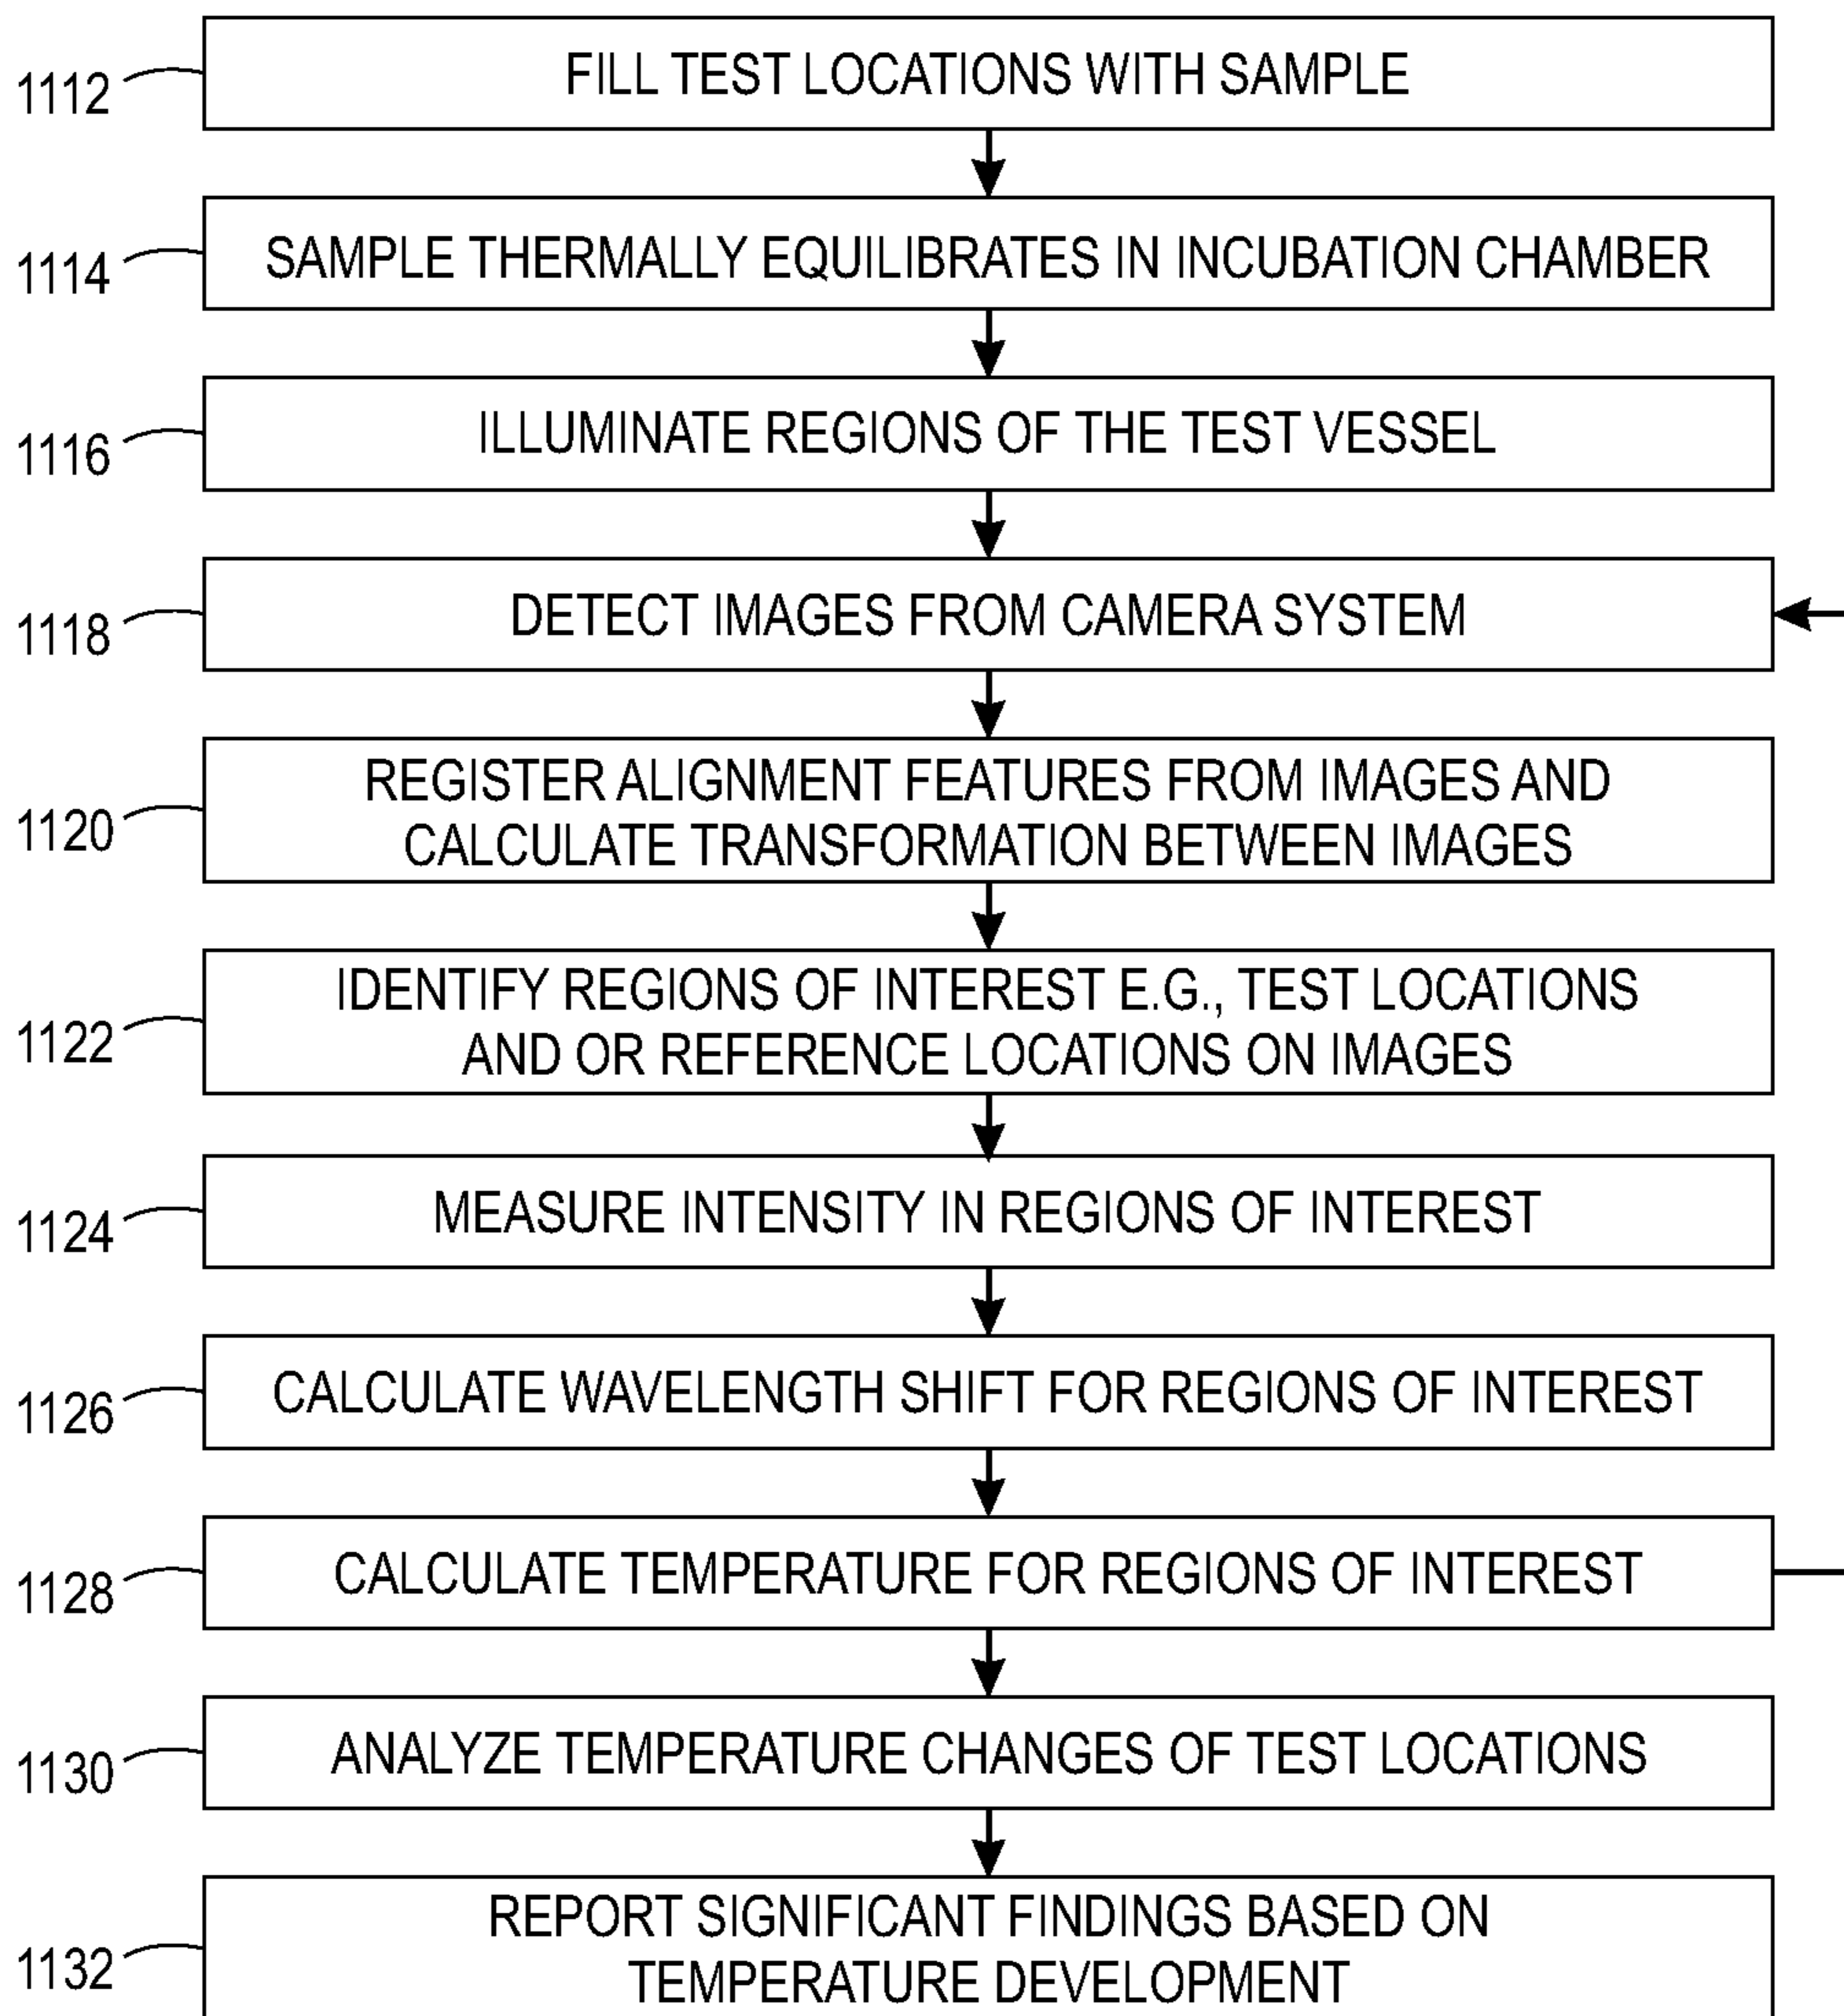 1112
FILL TEST LOCATIONS WITH SAMPLE
1114
SAMPLE THERMALLY EQUILIBRATES IN INCUBATION CHAMBER
1116
ILLUMINATE REGIONS OF THE TEST VESSEL
1118
DETECT IMAGES FROM CAMERA SYSTEM
1120
REGISTER ALIGNMENT FEATURES FROM IMAGES AND
CALCULATE TRANSFORMATION BETWEEN IMAGES
1122
IDENTIFY REGIONS OF INTEREST E.G., TEST LOCATIONS
AND OR REFERENCE LOCATIONS ON IMAGES
1124
MEASURE INTENSITY IN REGIONS OF INTEREST
1126
CALCULATE WAVELENGTH SHIFT FOR REGIONS OF INTEREST
1128
CALCULATE TEMPERATURE FOR REGIONS OF INTEREST
1130
ANALYZE TEMPERATURE CHANGES OF TEST LOCATIONS
1132
REPORT SIGNIFICANT FINDINGS BASED ON
TEMPERATURE DEVELOPMENT